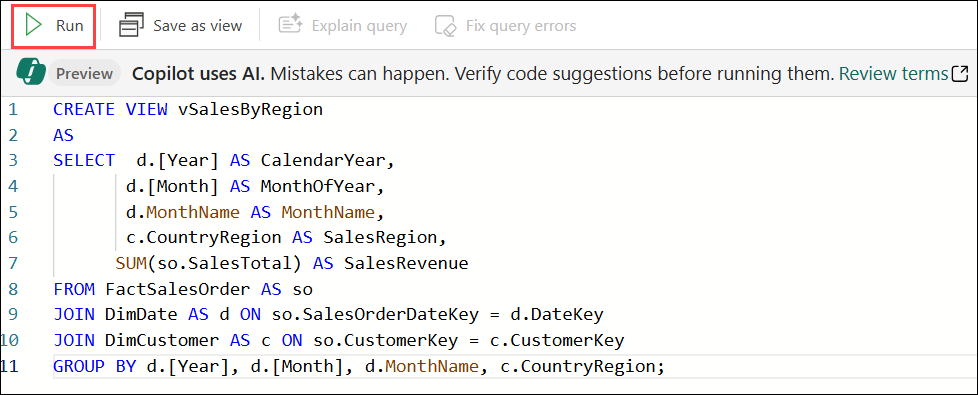 Run Save as view Explain query Fix query errors
Preview Copilot uses AI. Mistakes can happen. Verify code suggestions before running them. Review terms
1 CREATE VIEW vSalesByRegion
2 AS
3 SELECT  d.[Year] AS CalendarYear,
4 d.[Month] AS MonthOfYear,
5 d.MonthName AS MonthName,
6 c.CountryRegion AS SalesRegion,
7 SUM(so.SalesTotal) AS SalesRevenue
8 FROM FactSalesOrder AS so
9 JOIN DimDate AS d ON so.SalesOrderDateKey = d.DateKey
10 JOIN DimCustomer AS c ON so.CustomerKey = c.CustomerKey
11 GROUP BY d.[Year], d.[Month], d.MonthName, c.CountryRegion;